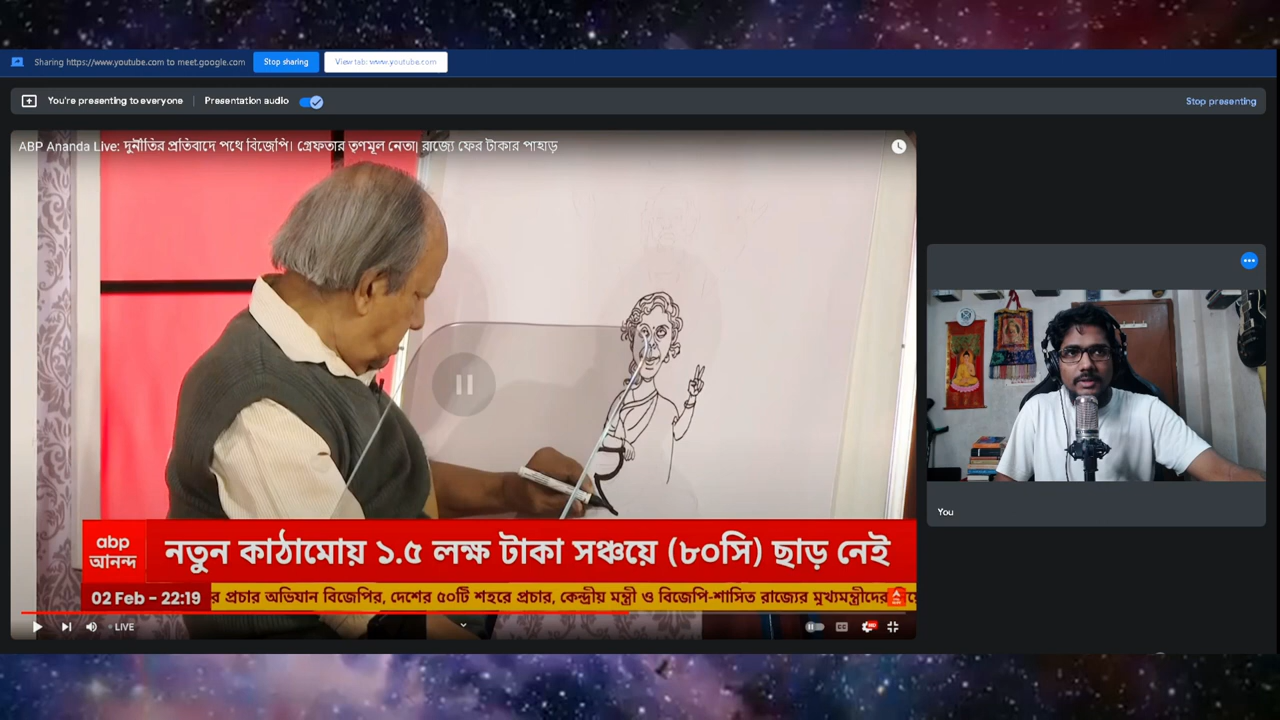 Sharing https://www.youtube.com to meet.google.com Stop sharing View tab: www.youtube.com
You're presenting to everyone Presentation audio Stop presenting
ABP Ananda Live: দুর্নীতির প্রতিবাদে পথে বিজেপি। গ্রেফতার তৃণমূল নেতা| রাজ্যে ফের টাকার পাহাড়
abp
আনন্দ
নতুন কাঠামোয় ১.৫ লক্ষ টাকা সঞ্চয়ে (৮০সি) ছাড় নেই
02 Feb - 22:19 র প্রচার অভিযান বিজেপির, দেশের ৫০টি শহরে প্রচার, কেন্দ্রীয় মন্ত্রী ও বিজেপি-শাসিত রাজ্যের মুখ্যমন্ত্রীদের
LIVE
You